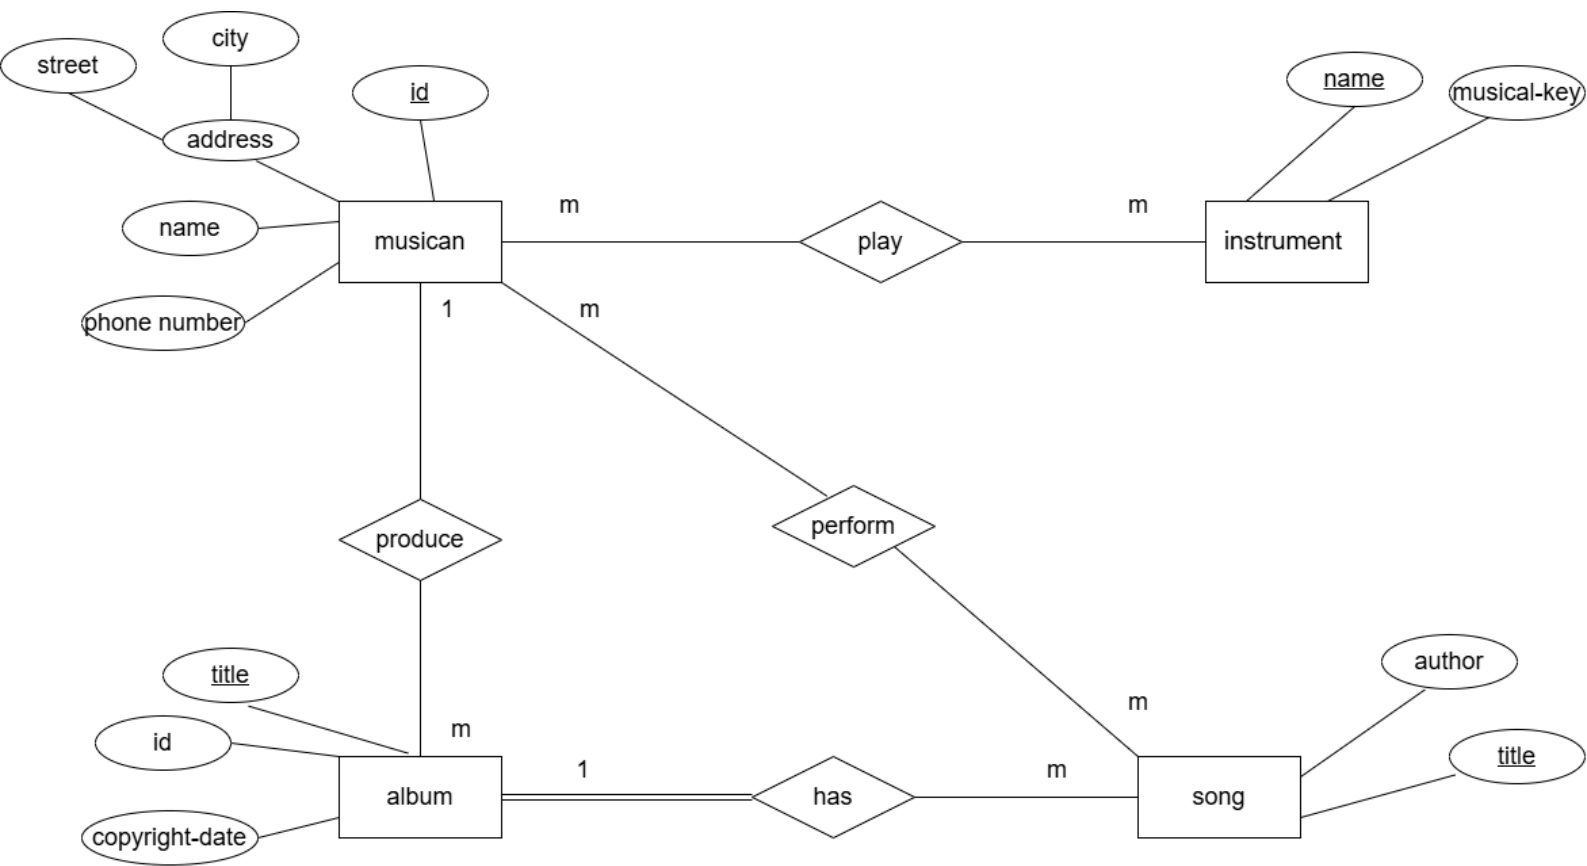 city
street
id
name
musical-key
address
m
m
name
musican
play
instrument
1
m
phone number
perform
produce
author
title
m
m
id
title
1
m
album
has
song
copyright-date